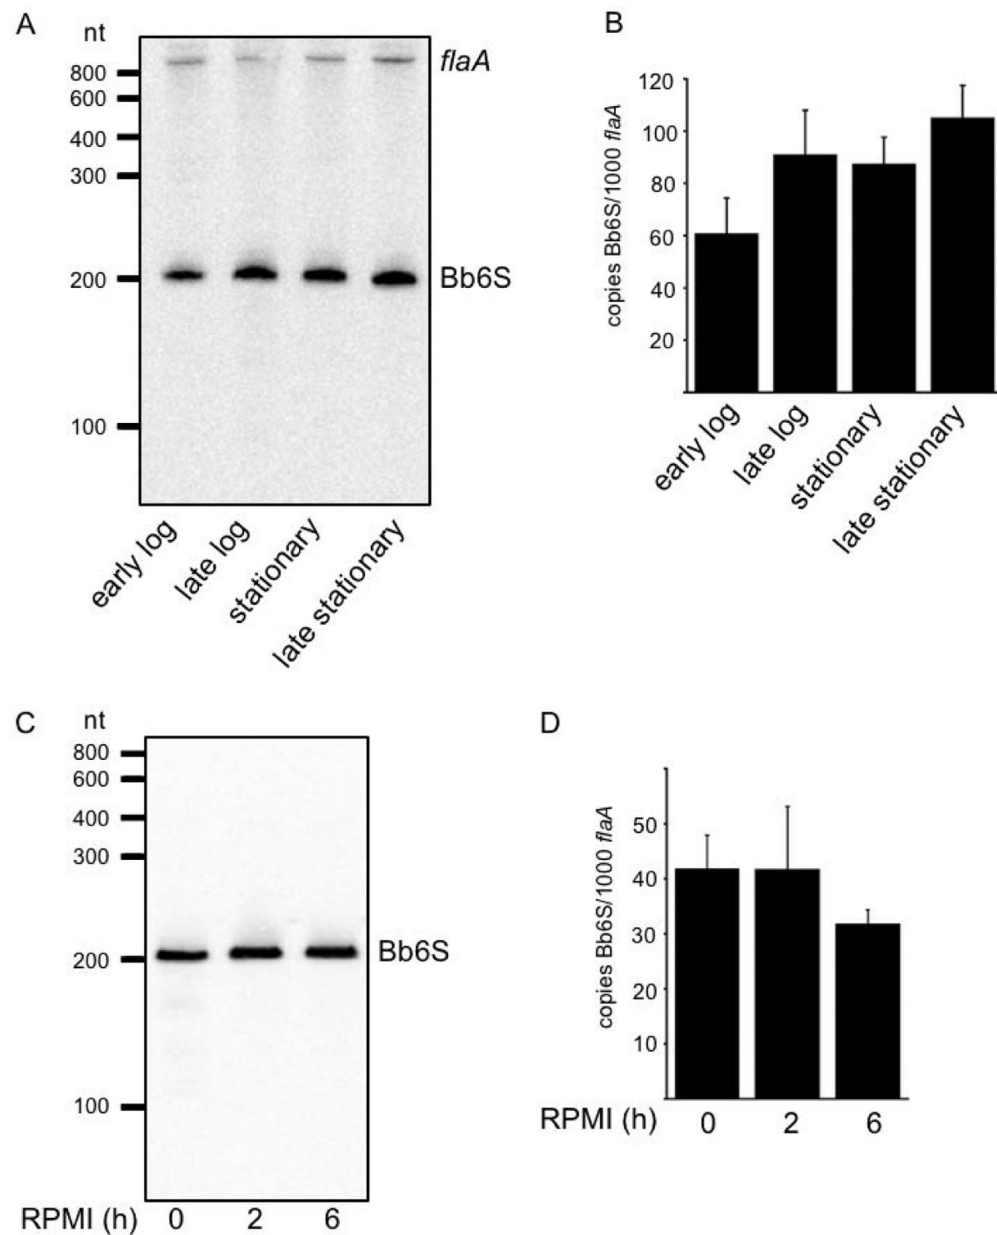 A
nt
800
600
400
300
200
100
flaA
Bb6S
early log
late log
stationary
late stationary
B
copies Bb6S/1000 flaA
120
100
80
60
40
20
early log
late log
stationary
late stationary
C
nt
800
600
400
300
200
100
Bb6S
RPMI (h) 0 2 6
D
copies Bb6S/1000 flaA
50
40
30
20
10
RPMI (h) 0 2 6